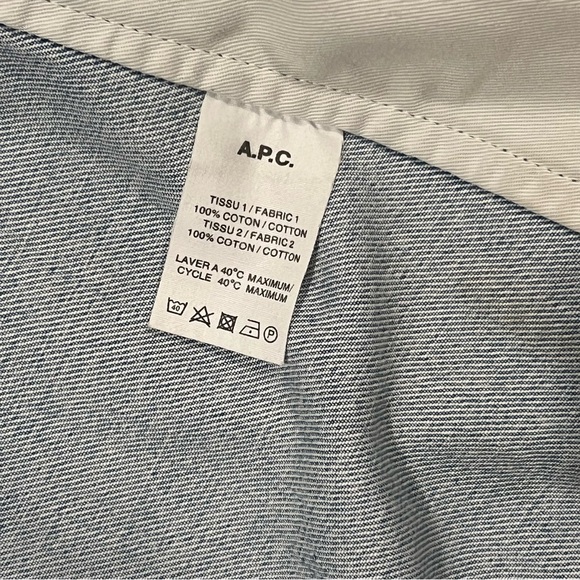 A.P.C.
TISSU 1 / FABRIC 1
100% COTON / COTTON
TISSU 2 / FABRIC 2
100% COTON / COTTON
LAVER A 40°C MAXIMUM/
CYCLE 40°C MAXIMUM
40 P